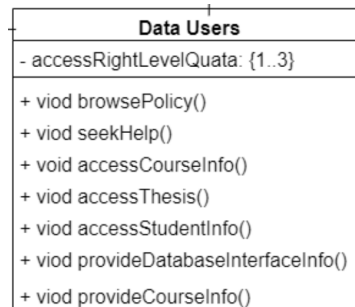 Data Users
- accessRightLevelQuata: {1..3}
+ viod browsePolicy()
+ viod seekHelp()
+ void accessCourseInfo()
+ viod accessThesis()
+ viod accessStudentInfo()
+ viod provideDatabaseInterfaceInfo()
+ viod provideCourseInfo()